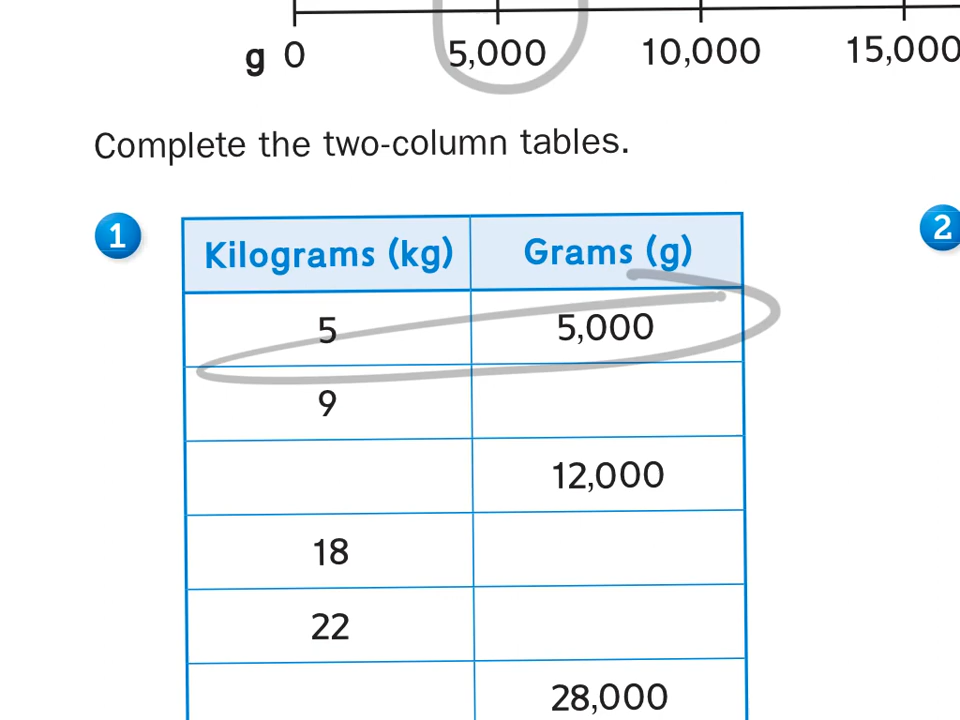 g 0 5,000 10,000 15,000
Complete the two-column tables.
1 2
Kilograms (kg) Grams (g)
5 5,000
9
12,000
18
22
28,000